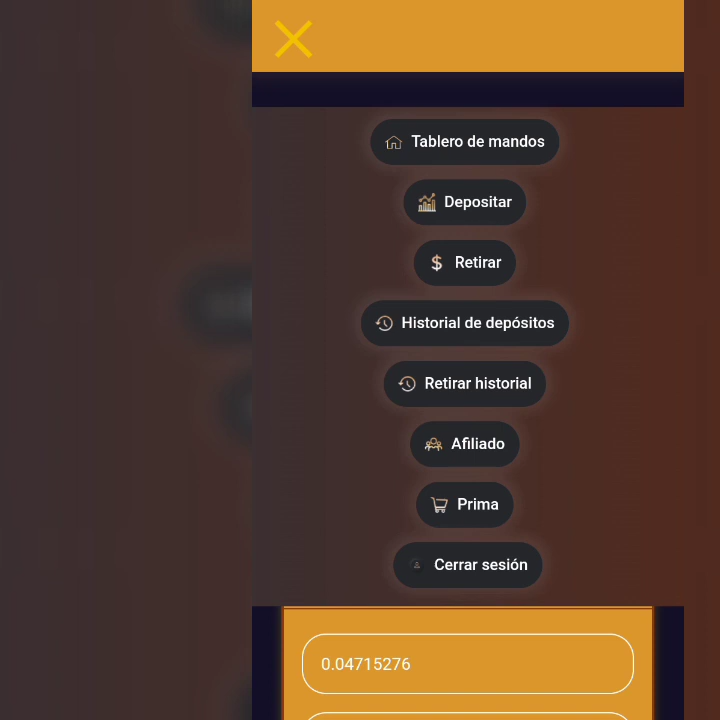 Tablero de mandos
Depositar
Retirar
Historial de depósitos
Retirar historial
Afiliado
Prima
Cerrar sesión
0.04715276